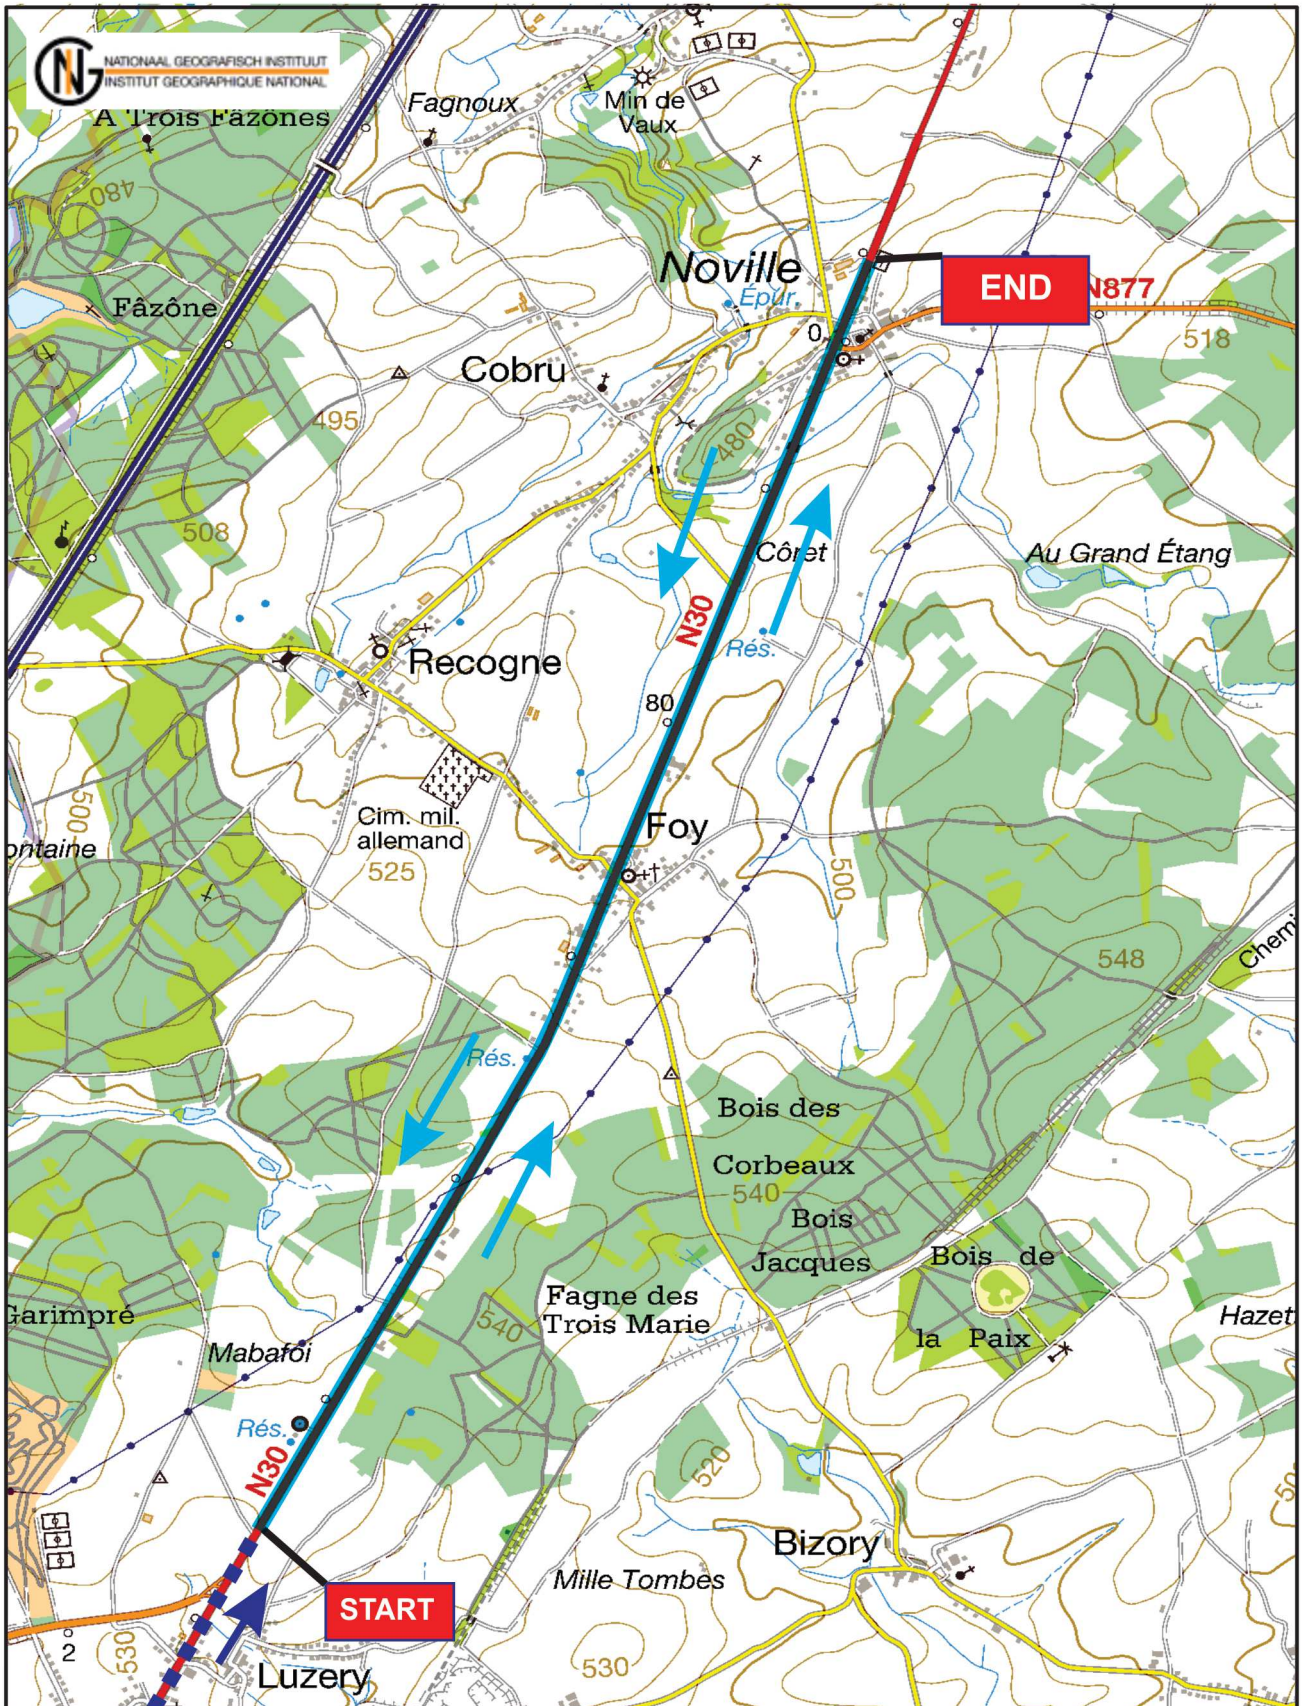 NATIONAAL GEOGRAFISCH INSTITUUT
INSTITUT GEOGRAPHIQUE NATIONAL
A Trois Fâzônes
Fagnoux
Min de
Vaux
480
Noville
Épur.
END
N877
Fâzône
0
518
Cobru
495
480
508
Côret
Au Grand Étang
N30
Rés.
Recogne
80
500
Cim. mil.
allemand
Foy
ontaine
525
500
548
Chemi
Rés.
Bois des
Corbeaux
540
Bois
Jacques
Bois de
la Paix
Garimpré
Fagne des
Trois Marie
540
Hazet
Mabafoi
Rés.
N30
520
50
Bizory
Mille Tombes
START
2
530
Luzery
530